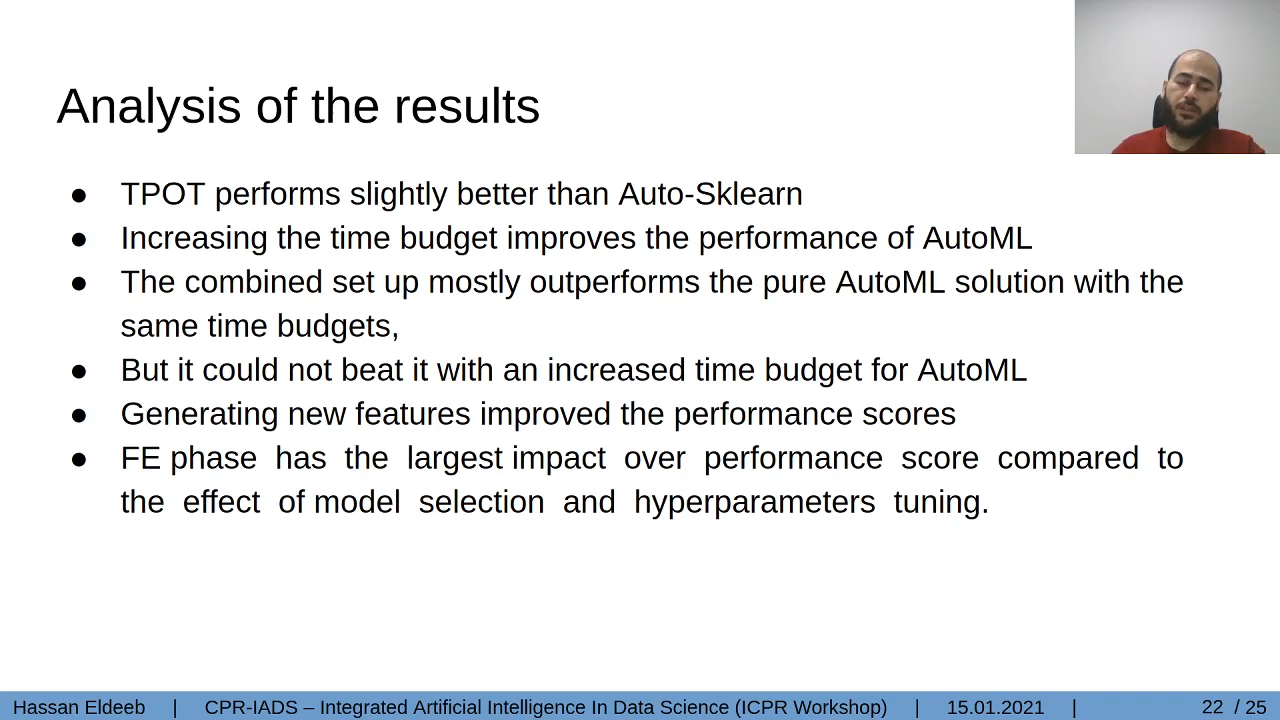 Analysis of the results
● TPOT performs slightly better than Auto-Sklearn
● Increasing the time budget improves the performance of AutoML
● The combined set up mostly outperforms the pure AutoML solution with the
same time budgets,
● But it could not beat it with an increased time budget for AutoML
● Generating new features improved the performance scores
● FE phase has the largest impact over performance score compared to
the effect of model selection and hyperparameters tuning.
Hassan Eldeeb | CPR-IADS – Integrated Artificial Intelligence In Data Science (ICPR Workshop) | 15.01.2021 | 22 / 25